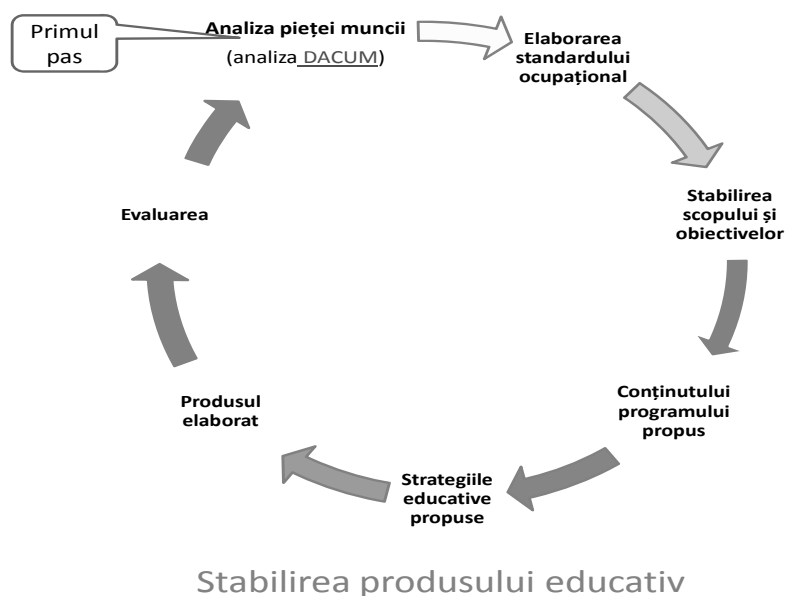 Primul
pas
Analiza pieței muncii
(analiza DACUM)
Elaborarea
standardului
ocupațional
Stabilirea
scopului și
obiectivelor
Conținutului
programului
propus
Strategiile
educative
propuse
Produsul
elaborat
Evaluarea
Stabilirea produsului educativ